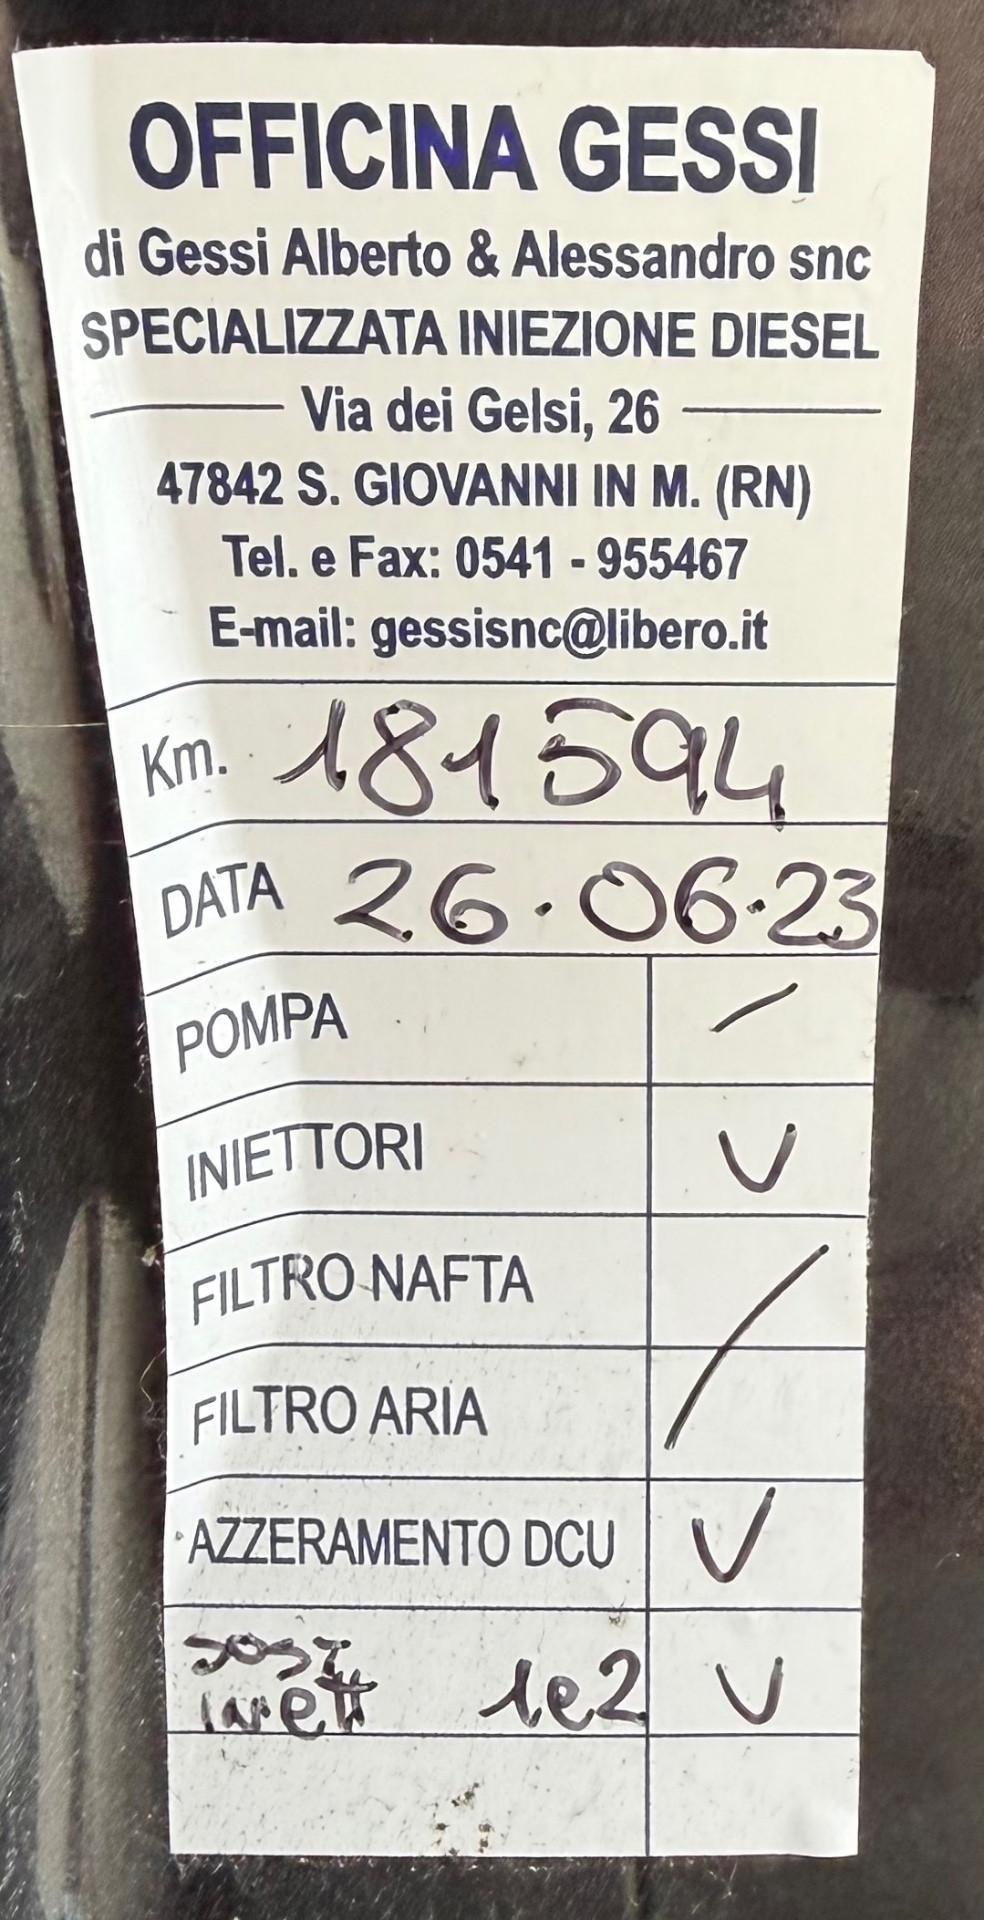 OFFICINA GESSI
di Gessi Alberto & Alessandro snc
SPECIALIZZATA INIEZIONE DIESEL
Via dei Gelsi, 26
47842 S. GIOVANNI IN M. (RN)
Tel. e Fax: 0541 - 955467
E-mail: gessisnc@libero.it
Km. 181594
DATA 26.06.23
POMPA
INIETTORI
FILTRO NAFTA
FILTRO ARIA
AZZERAMENTO DCU
SOST
iniett 1e2